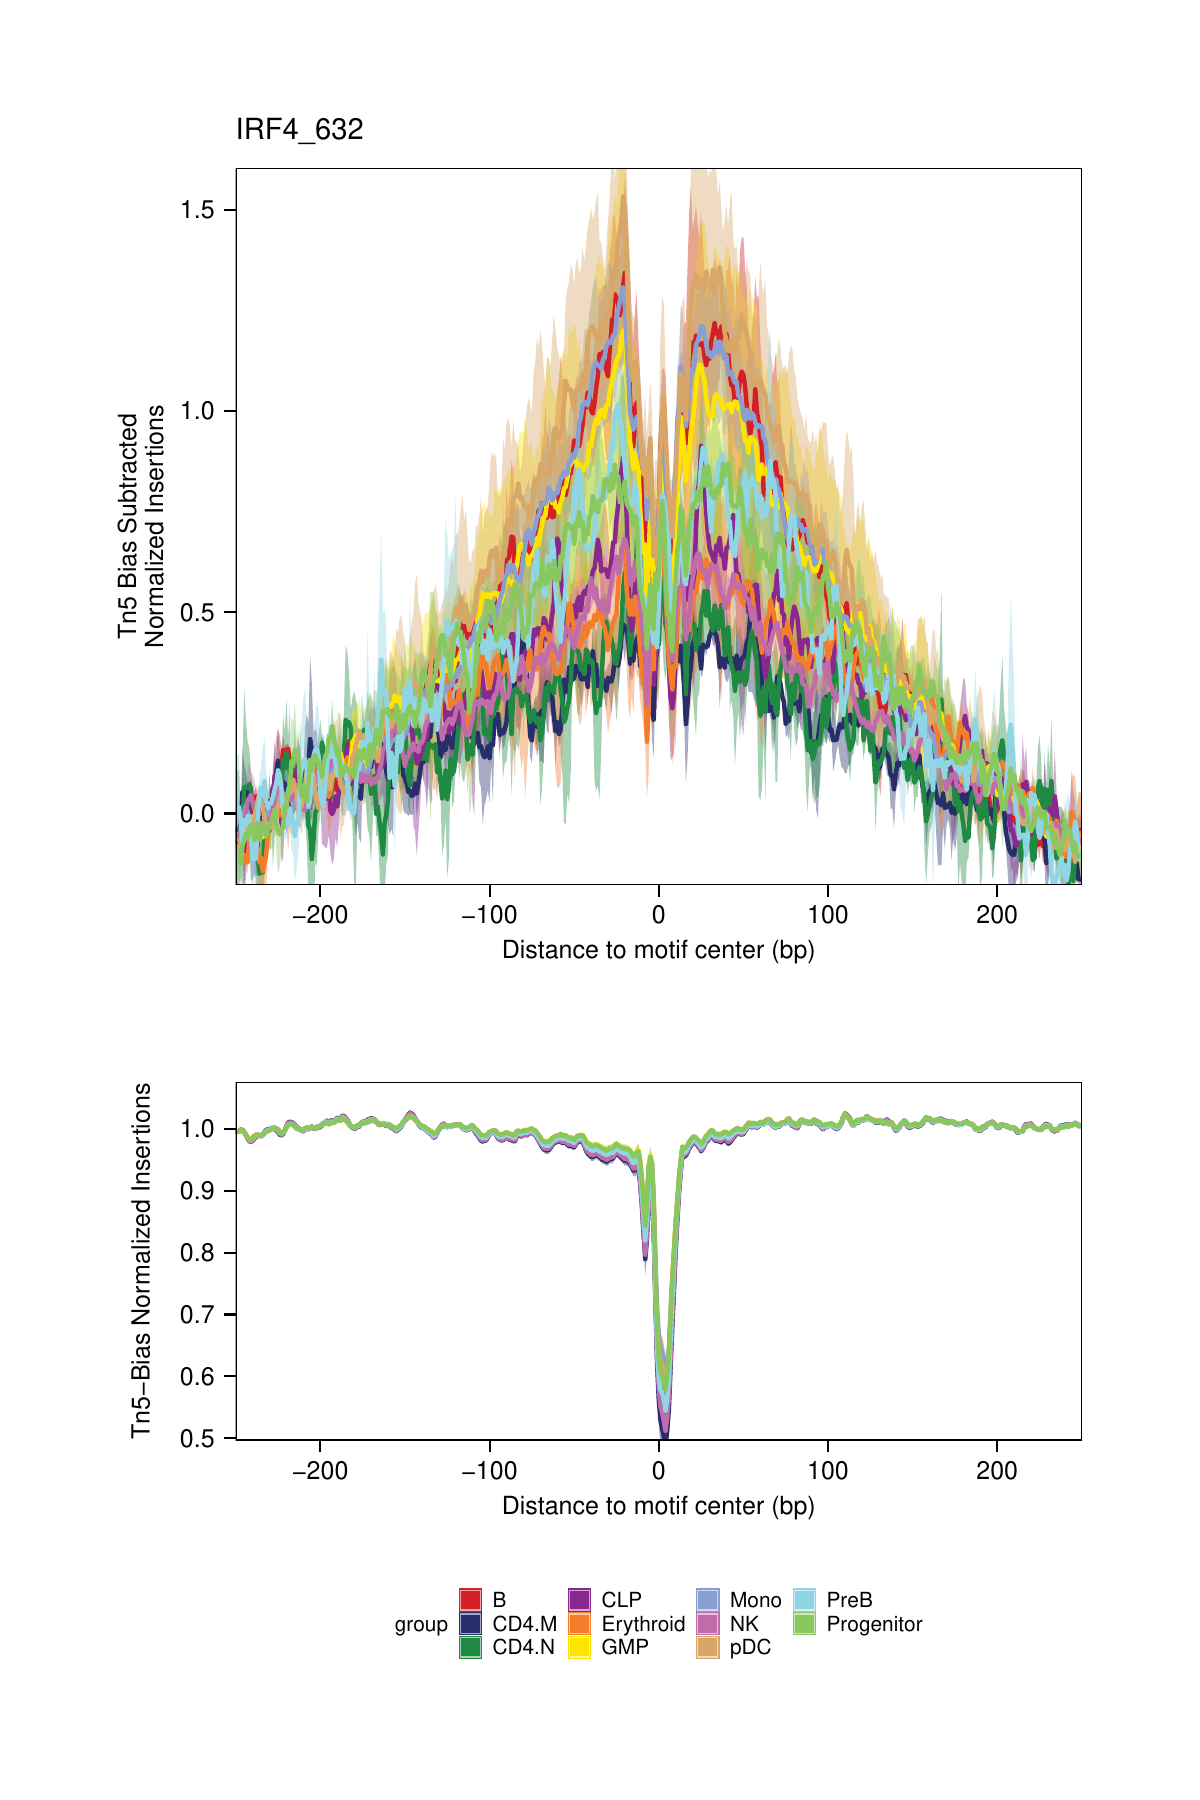 IRF4_632
Tn5 Bias Subtracted
Normalized Insertions
1.5
1.0
0.5
0.0
−200 −100 0 100 200
Distance to motif center (bp)
Tn5−Bias Normalized Insertions
1.0
0.9
0.8
0.7
0.6
0.5
−200 −100 0 100 200
Distance to motif center (bp)
B CLP Mono PreB
group CD4.M Erythroid NK Progenitor
CD4.N GMP pDC